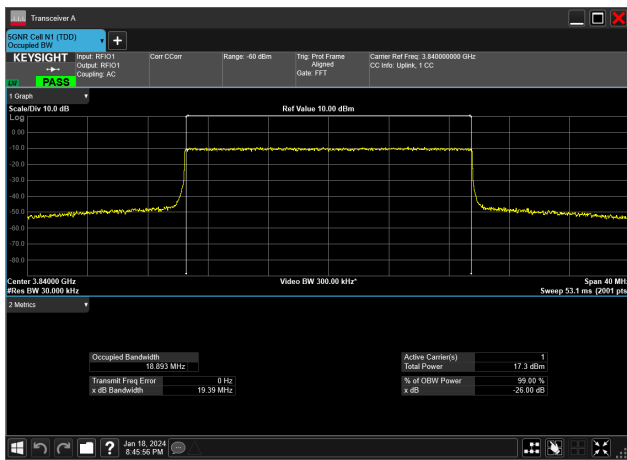 Transceiver A
5GNR Cell N1 (TDD)
Occupied BW
KEYSIGHT
Input: RFIO1
Output: RFIO1
Coupling: AC
Corr CCorr
Range: -60 dBm
Trig: Prot Frame
Aligned
Gate: FFT
Carrier Ref Freq: 3.840000000 GHz
CC Info: Uplink, 1 CC
PASS
1 Graph
Scale/Div 10.0 dB
Ref Value 10.00 dBm
Log
0.00
-10.0
-20.0
-30.0
-40.0
-50.0
-60.0
-70.0
-80.0
Center 3.84000 GHz
Video BW 300.00 kHz*
Span 40 MH
#Res BW 30.000 kHz
Sweep 53.1 ms (2001 pts
2 Metrics
Occupied Bandwidth
18.893 MHz
Transmit Freq Error 0 Hz
x dB Bandwidth 19.39 MHz
Active Carrier(s) 1
Total Power 17.3 dBm
% of OBW Power 99.00 %
x dB -26.00 dB
Jan 18, 2024
8:45:56 PM